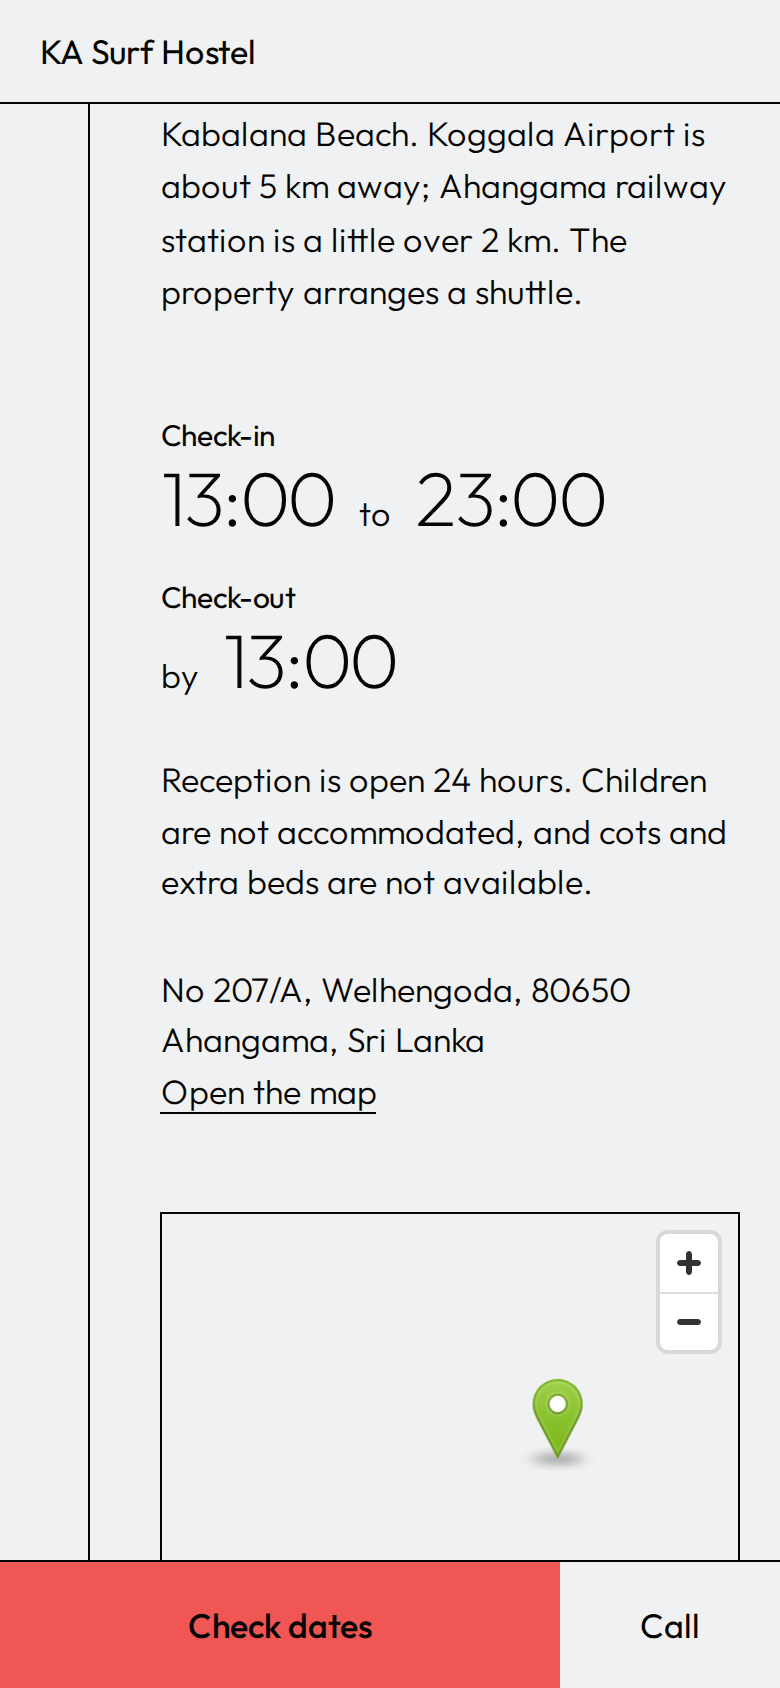 KA Surf Hostel
Kabalana Beach. Koggala Airport is
about 5 km away; Ahangama railway
station is a little over 2 km. The
property arranges a shuttle.
Check-in
13:00 to 23:00
Check-out
by 13:00
Reception is open 24 hours. Children
are not accommodated, and cots and
extra beds are not available.
No 207/A, Welhengoda, 80650
Ahangama, Sri Lanka
Open the map
+
−
Check dates
Call